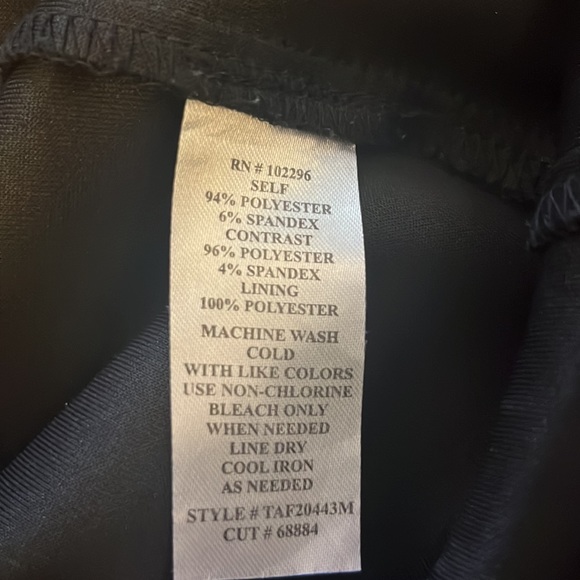 RN # 102296
SELF
94% POLYESTER
6% SPANDEX
CONTRAST
96% POLYESTER
4% SPANDEX
LINING
100% POLYESTER
MACHINE WASH
COLD
WITH LIKE COLORS
USE NON-CHLORINE
BLEACH ONLY
WHEN NEEDED
LINE DRY
COOL IRON
AS NEEDED
STYLE # TAF20443M
CUT # 68884